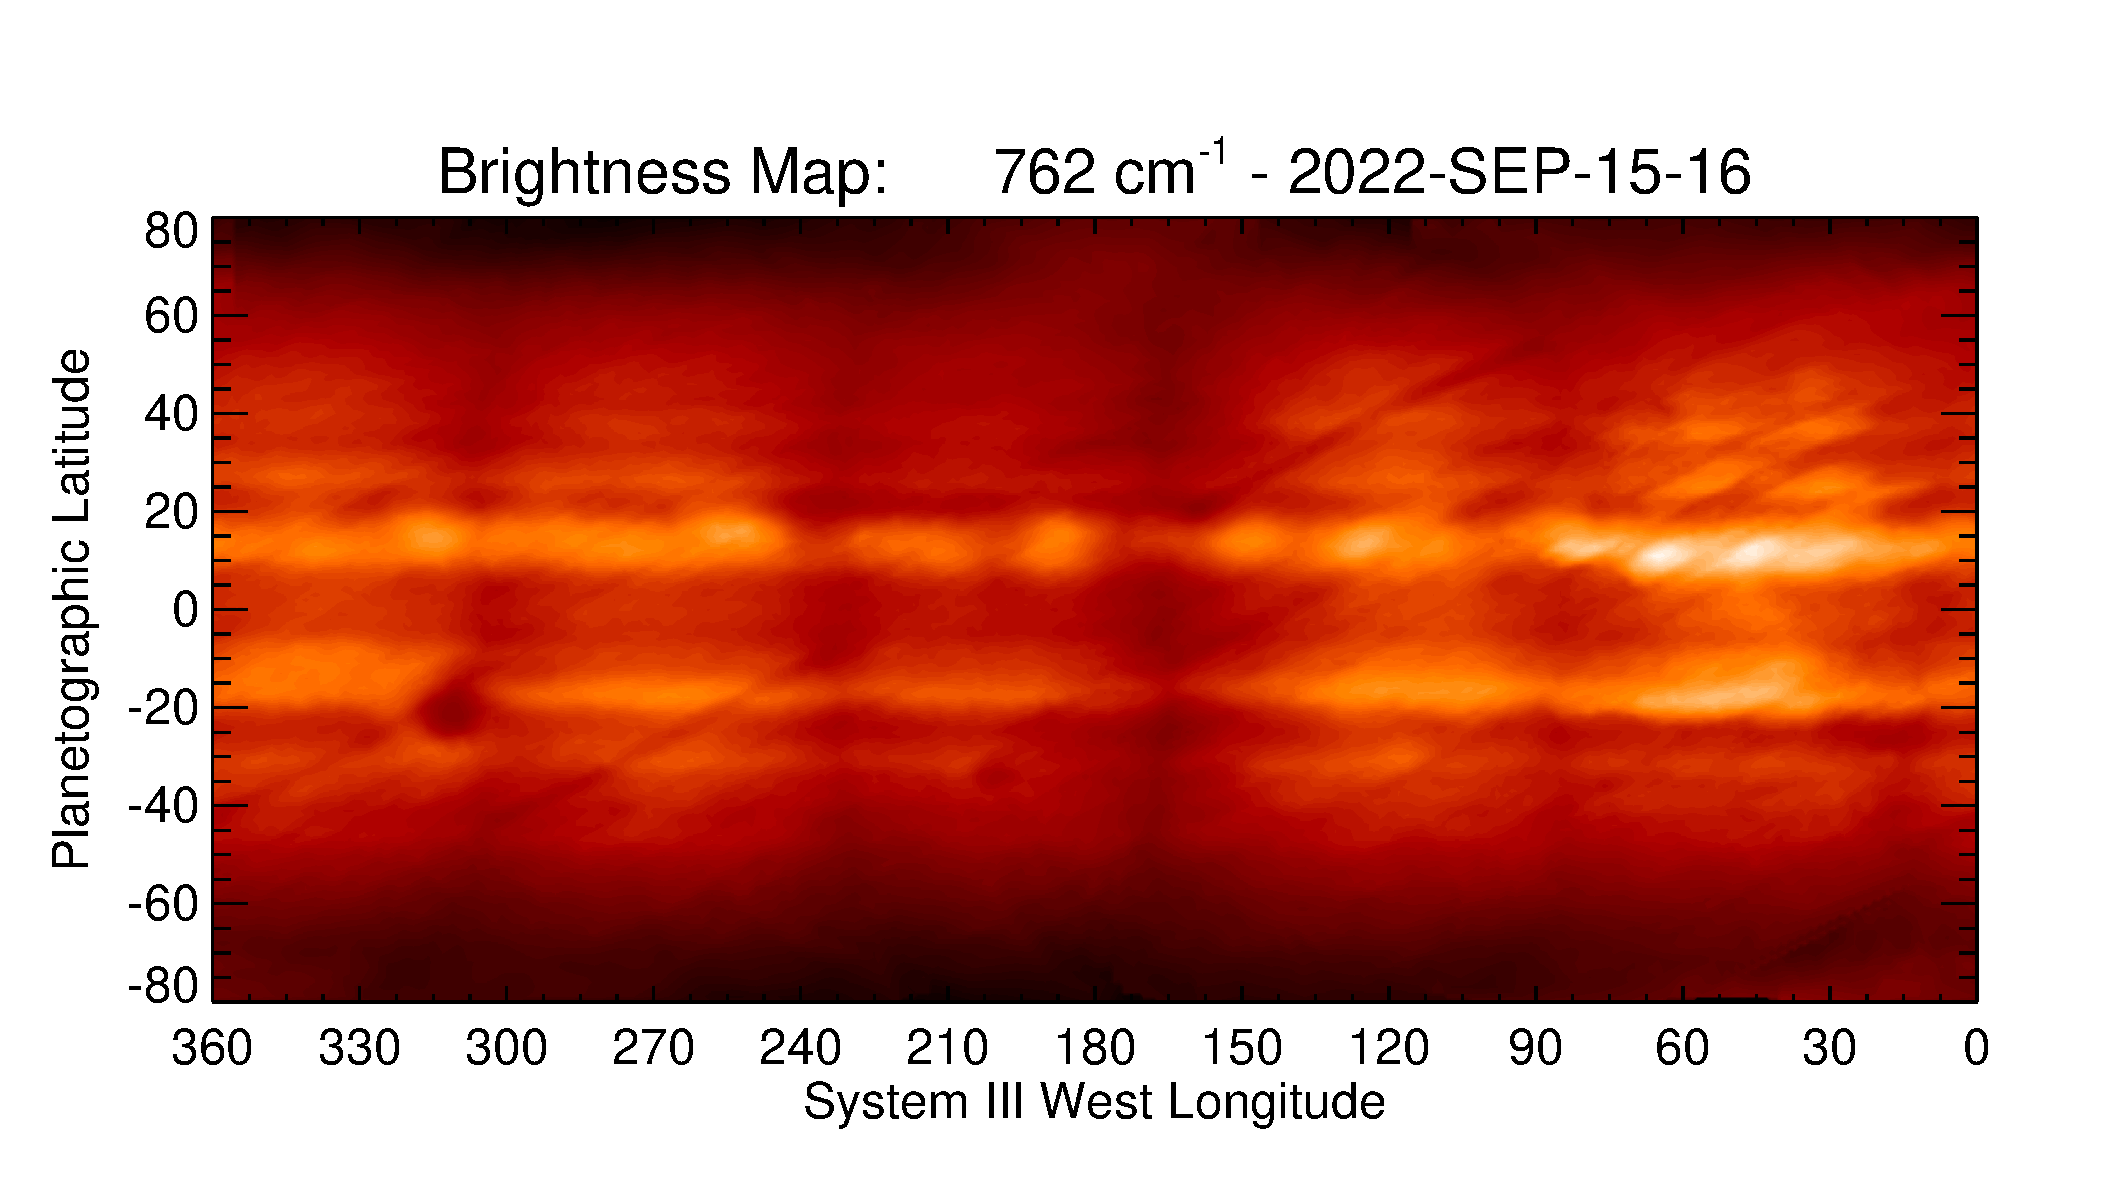 Brightness Map: 762 cm-1 - 2022-SEP-15-16
80
60
40
20
0
-20
-40
-60
-80
Planetographic Latitude
360 330 300 270 240 210 180 150 120 90 60 30 0
System III West Longitude